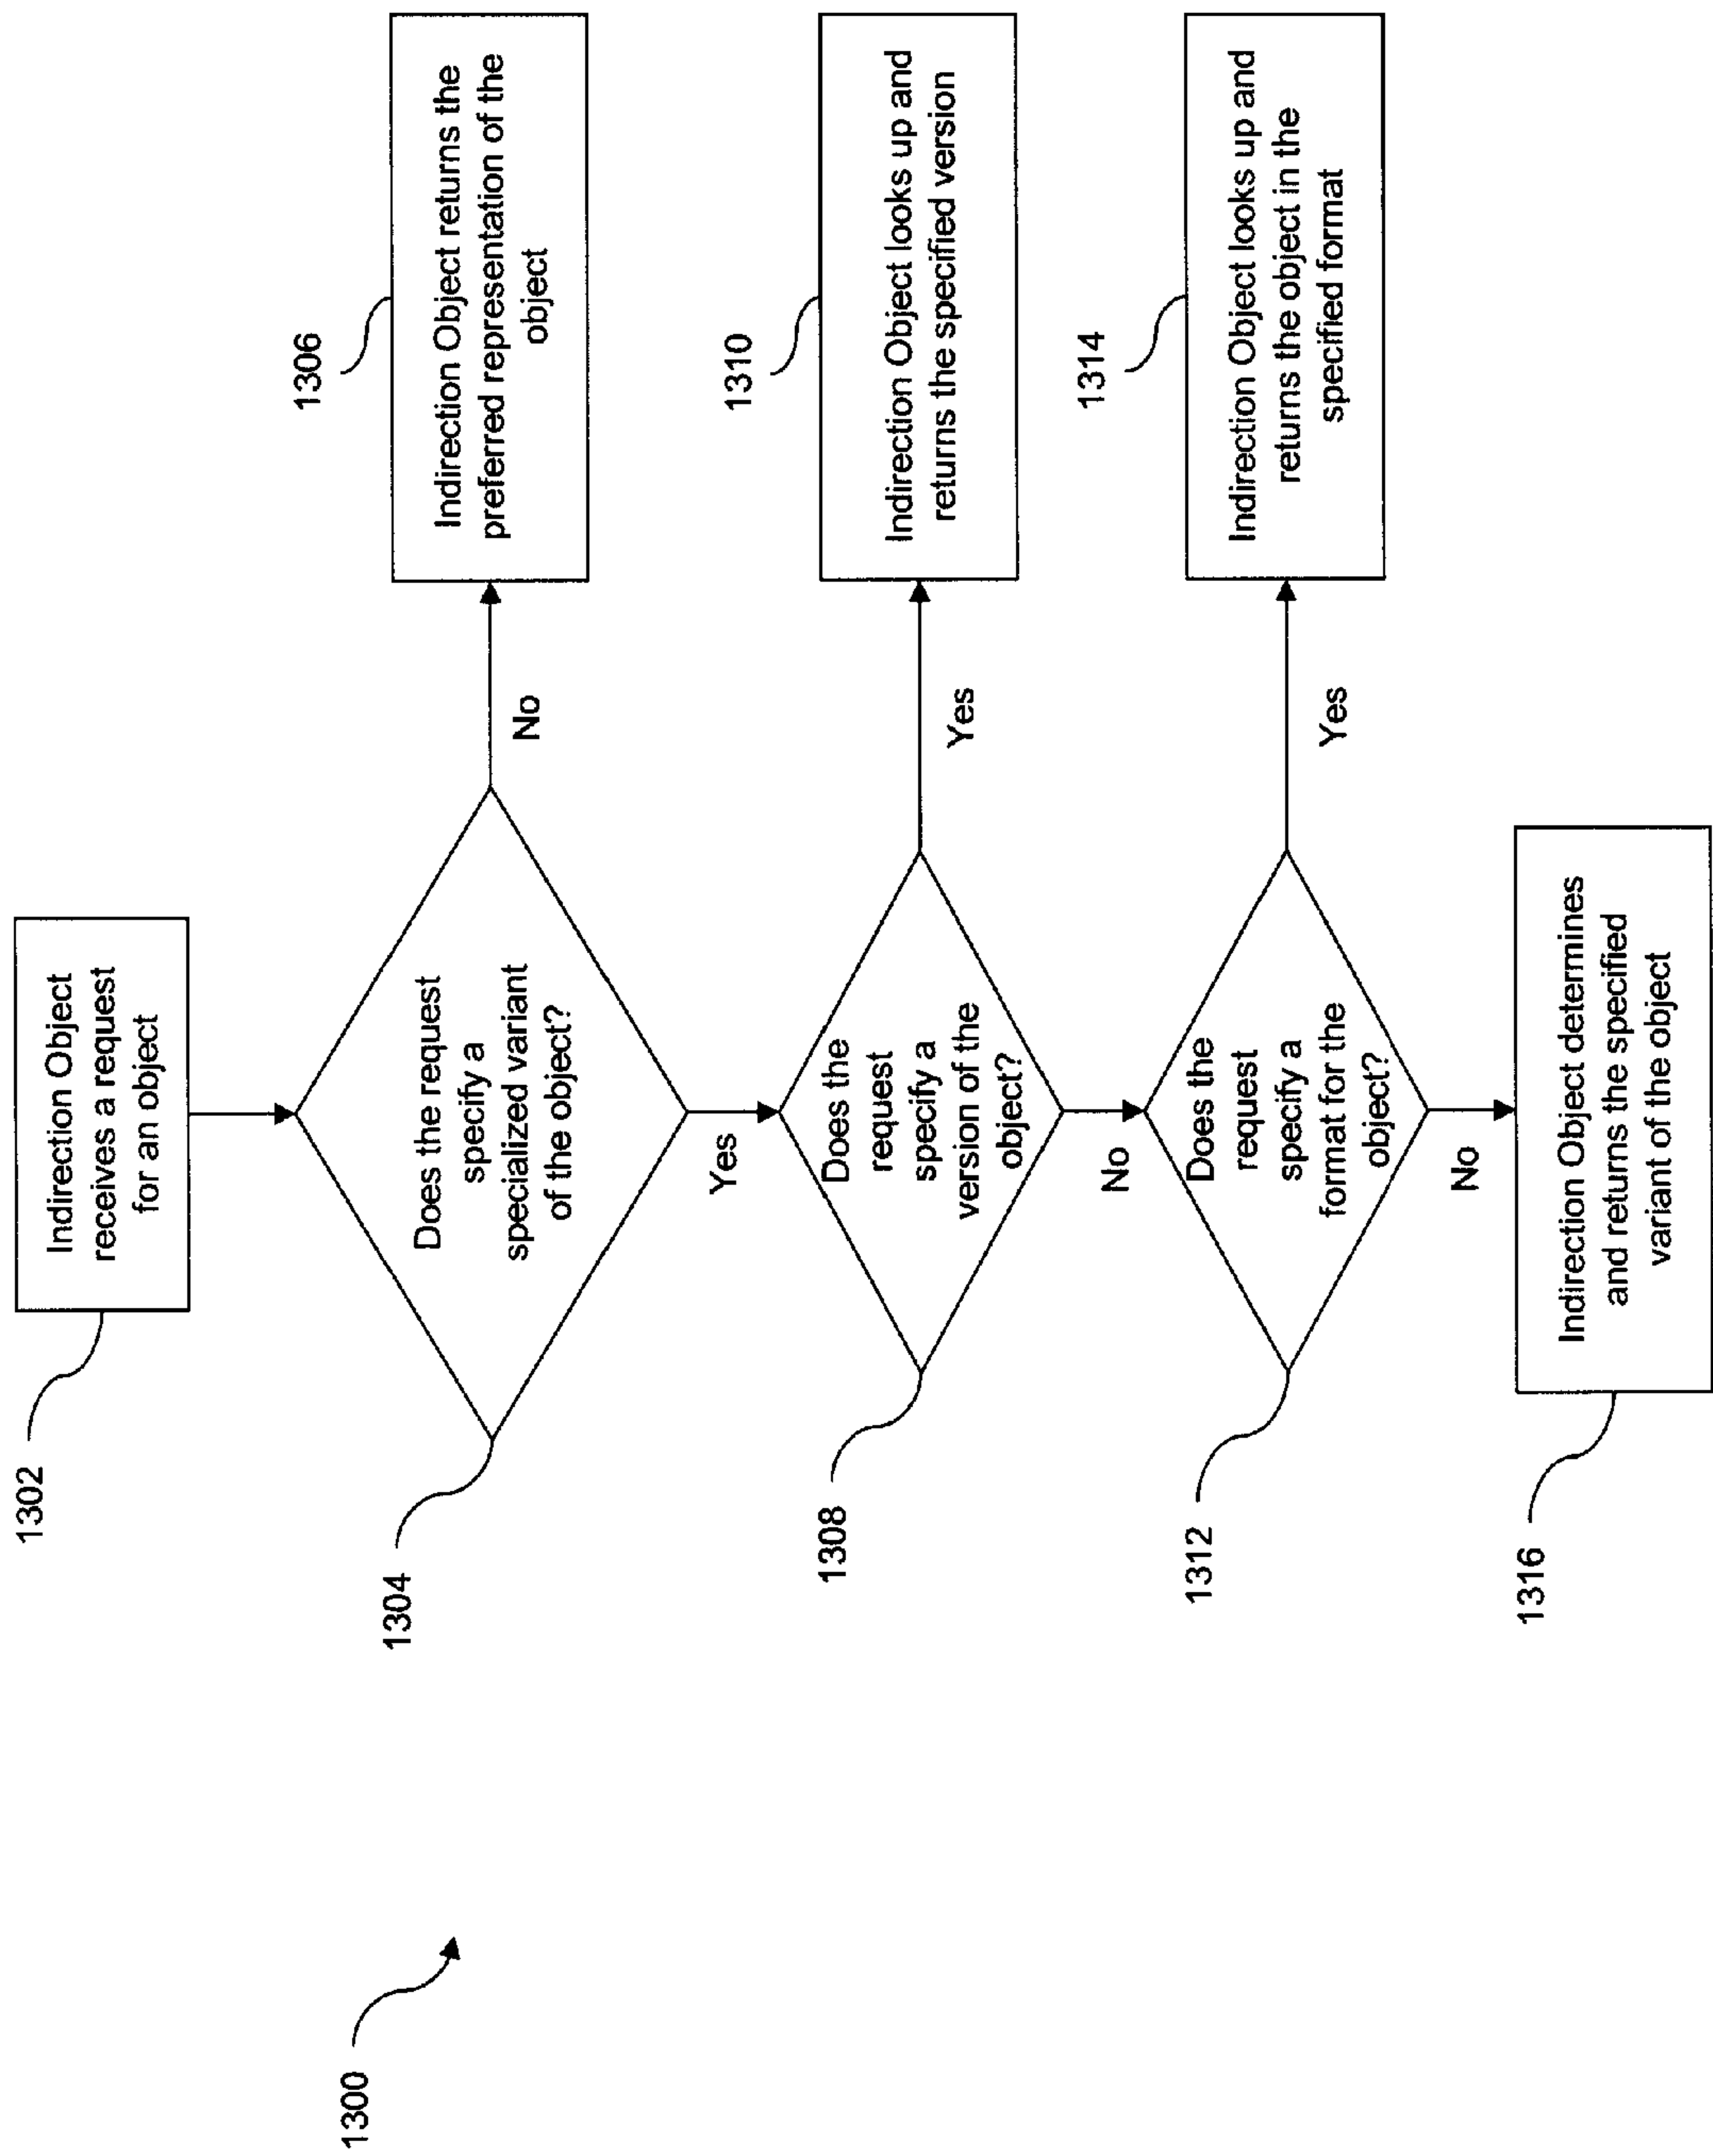 1300
1302
Indirection Object
receives a request
for an object
1304
Does the request
specify a
specialized variant
of the object?
No
1306
Indirection Object returns the
preferred representation of the
object
Yes
1308
Does the
request
specify a
version of the
object?
Yes
1310
Indirection Object looks up and
returns the specified version
No
1312
Does the
request
specify a
format for the
object?
Yes
1314
Indirection Object looks up and
returns the object in the
specified format
No
1316
Indirection Object determines
and returns the specified
variant of the object